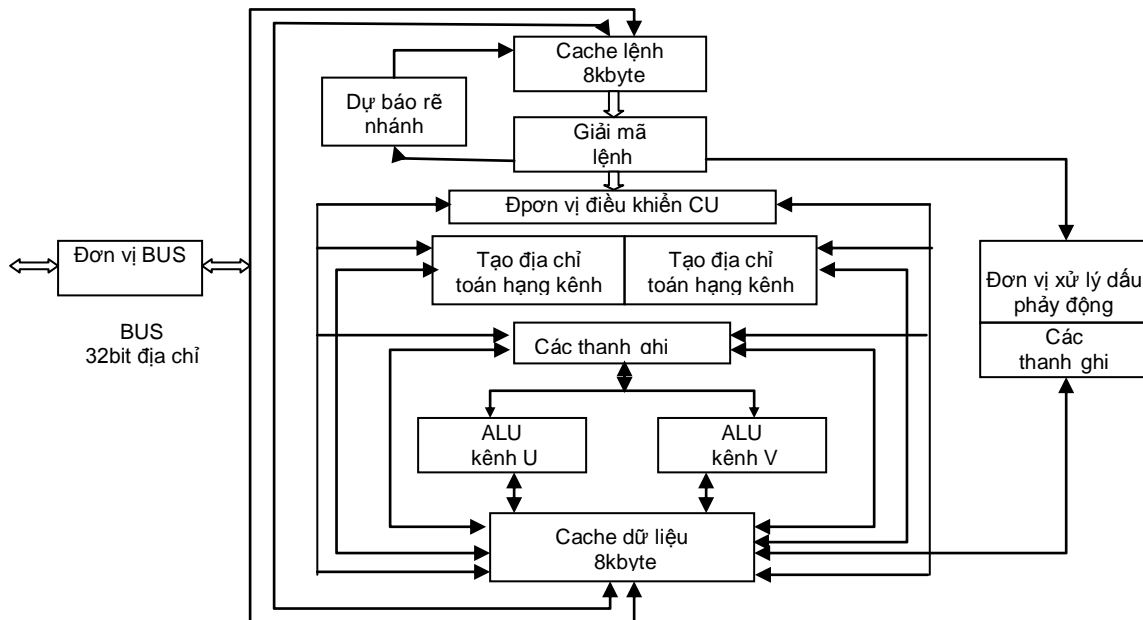 Cache lệnh
8kbyte
Dự báo rẽ
nhánh
Giải mã
lệnh
Đpơn vị điều khiển CU
Đơn vị BUS
Tạo địa chỉ
toán hạng kênh
Tạo địa chỉ
toán hạng kênh
Đơn vị xử lý dấu
phảy động
BUS
32bit địa chỉ
Các thanh ghi
Các
thanh ghi
ALU
kênh U
ALU
kênh V
Cache dữ liệu
8kbyte